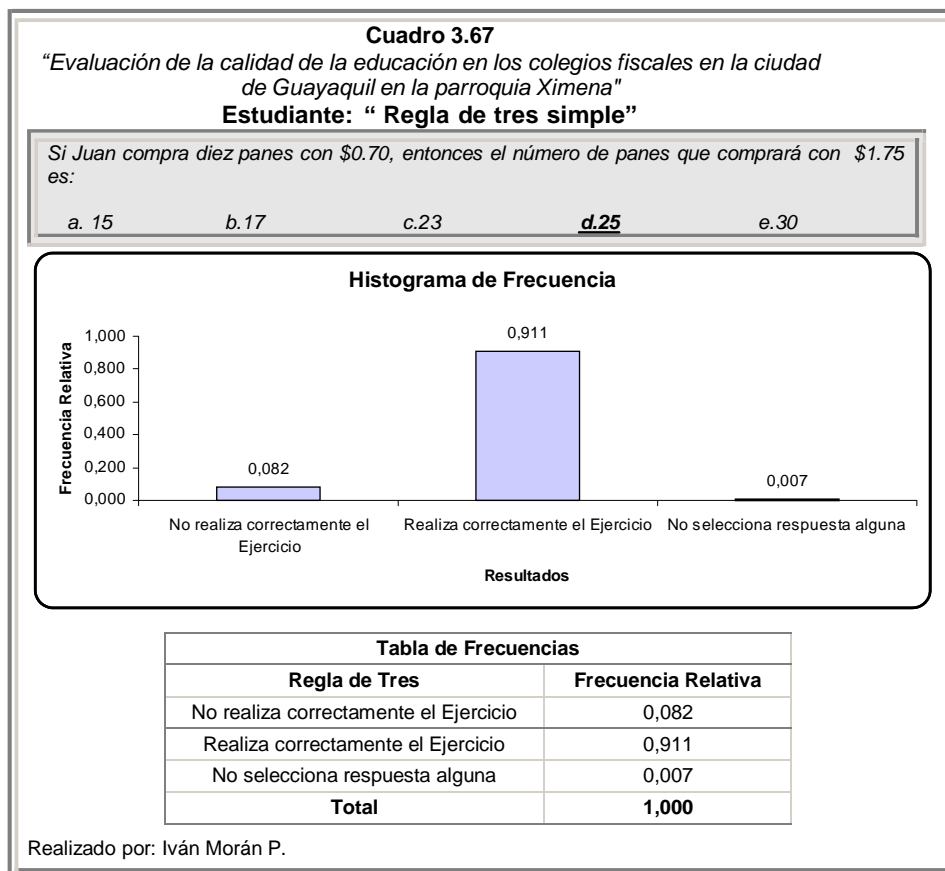 Cuadro 3.67
“Evaluación de la calidad de la educación en los colegios fiscales en la ciudad
de Guayaquil en la parroquia Ximena"
Estudiante: “ Regla de tres simple”
Si Juan compra diez panes con $0.70, entonces el número de panes que comprará con $1.75
es:
a. 15 b.17 c.23 d.25 e.30
Histograma de Frecuencia
Frecuencia Relativa
1,000
0,800
0,600
0,400
0,200
0,000
0,082
0,911
0,007
No realiza correctamente el
Ejercicio
Realiza correctamente el Ejercicio
No selecciona respuesta alguna
Resultados
Tabla de Frecuencias
Regla de Tres Frecuencia Relativa
No realiza correctamente el Ejercicio 0,082
Realiza correctamente el Ejercicio 0,911
No selecciona respuesta alguna 0,007
Total 1,000
Realizado por: Iván Morán P.